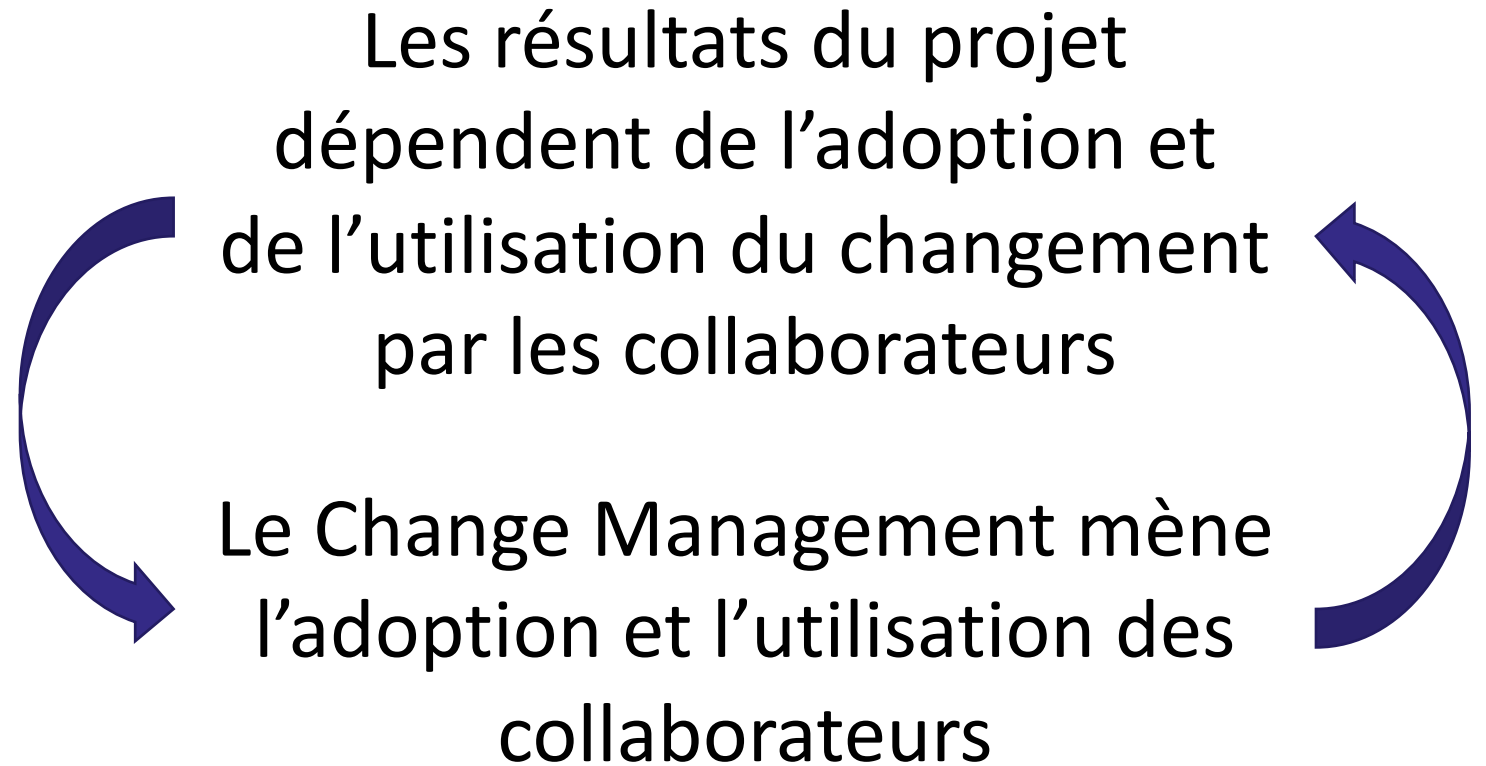 Les résultats du projet
dépendent de l’adoption et
de l’utilisation du changement
par les collaborateurs
Le Change Management mène
l’adoption et l’utilisation des
collaborateurs